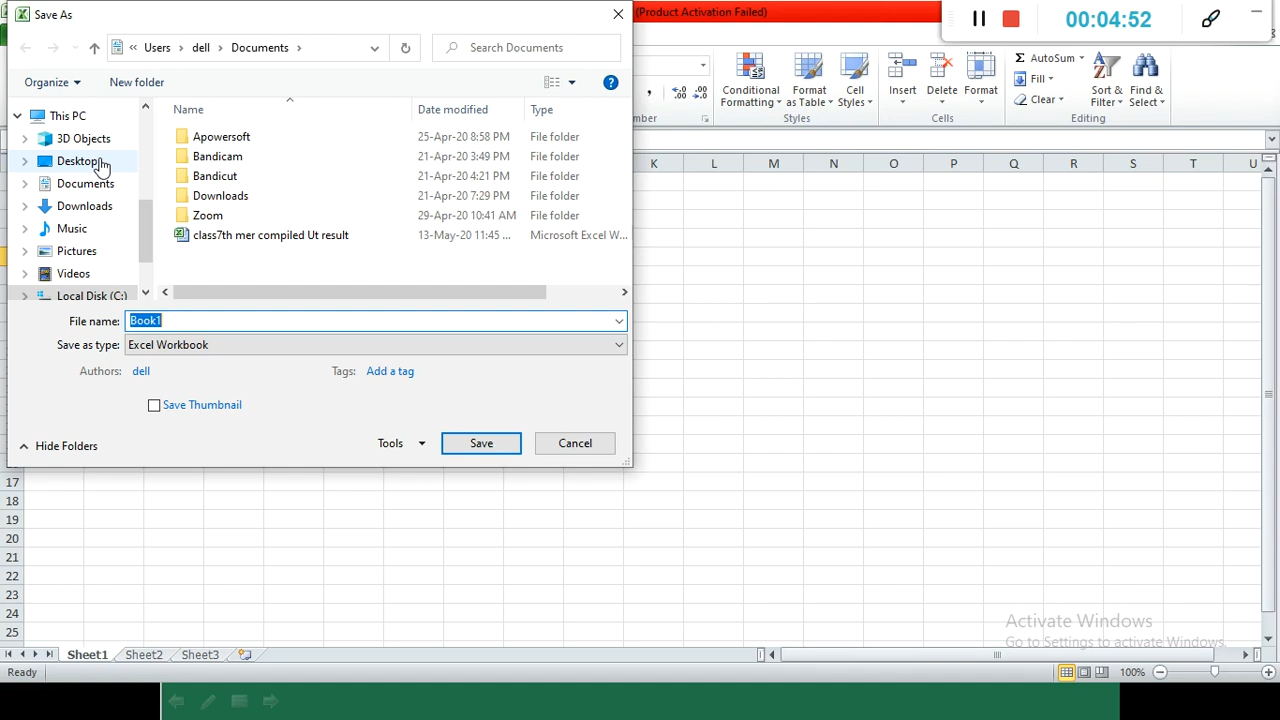 Save As
(Product Activation Failed)
00:04:52
« Users › dell › Documents ›
Search Documents
Organize
New folder
This PC
3D Objects
Desktop
Documents
Downloads
Music
Pictures
Videos
Local Disk (C:)
Name Date modified Type
Apowersoft 25-Apr-20 8:58 PM File folder
Bandicam 21-Apr-20 3:49 PM File folder
Bandicut 21-Apr-20 4:21 PM File folder
Downloads 21-Apr-20 7:29 PM File folder
Zoom 29-Apr-20 10:41 AM File folder
class7th mer compiled Ut result 13-May-20 11:45 ... Microsoft Excel W...
File name: Book1
Save as type: Excel Workbook
Authors: dell
Tags: Add a tag
Save Thumbnail
Hide Folders
Tools
Save
Cancel
Conditional Formatting
Format as Table
Cell Styles
Insert
Delete
Format
Σ AutoSum
Fill
Clear
Sort & Filter
Find & Select
mber
Styles
Cells
Editing
K L M N O P Q R S T U
17
18
19
20
21
22
23
24
25
Activate Windows
Go to Settings to activate Windows.
Sheet1 Sheet2 Sheet3
Ready
100%